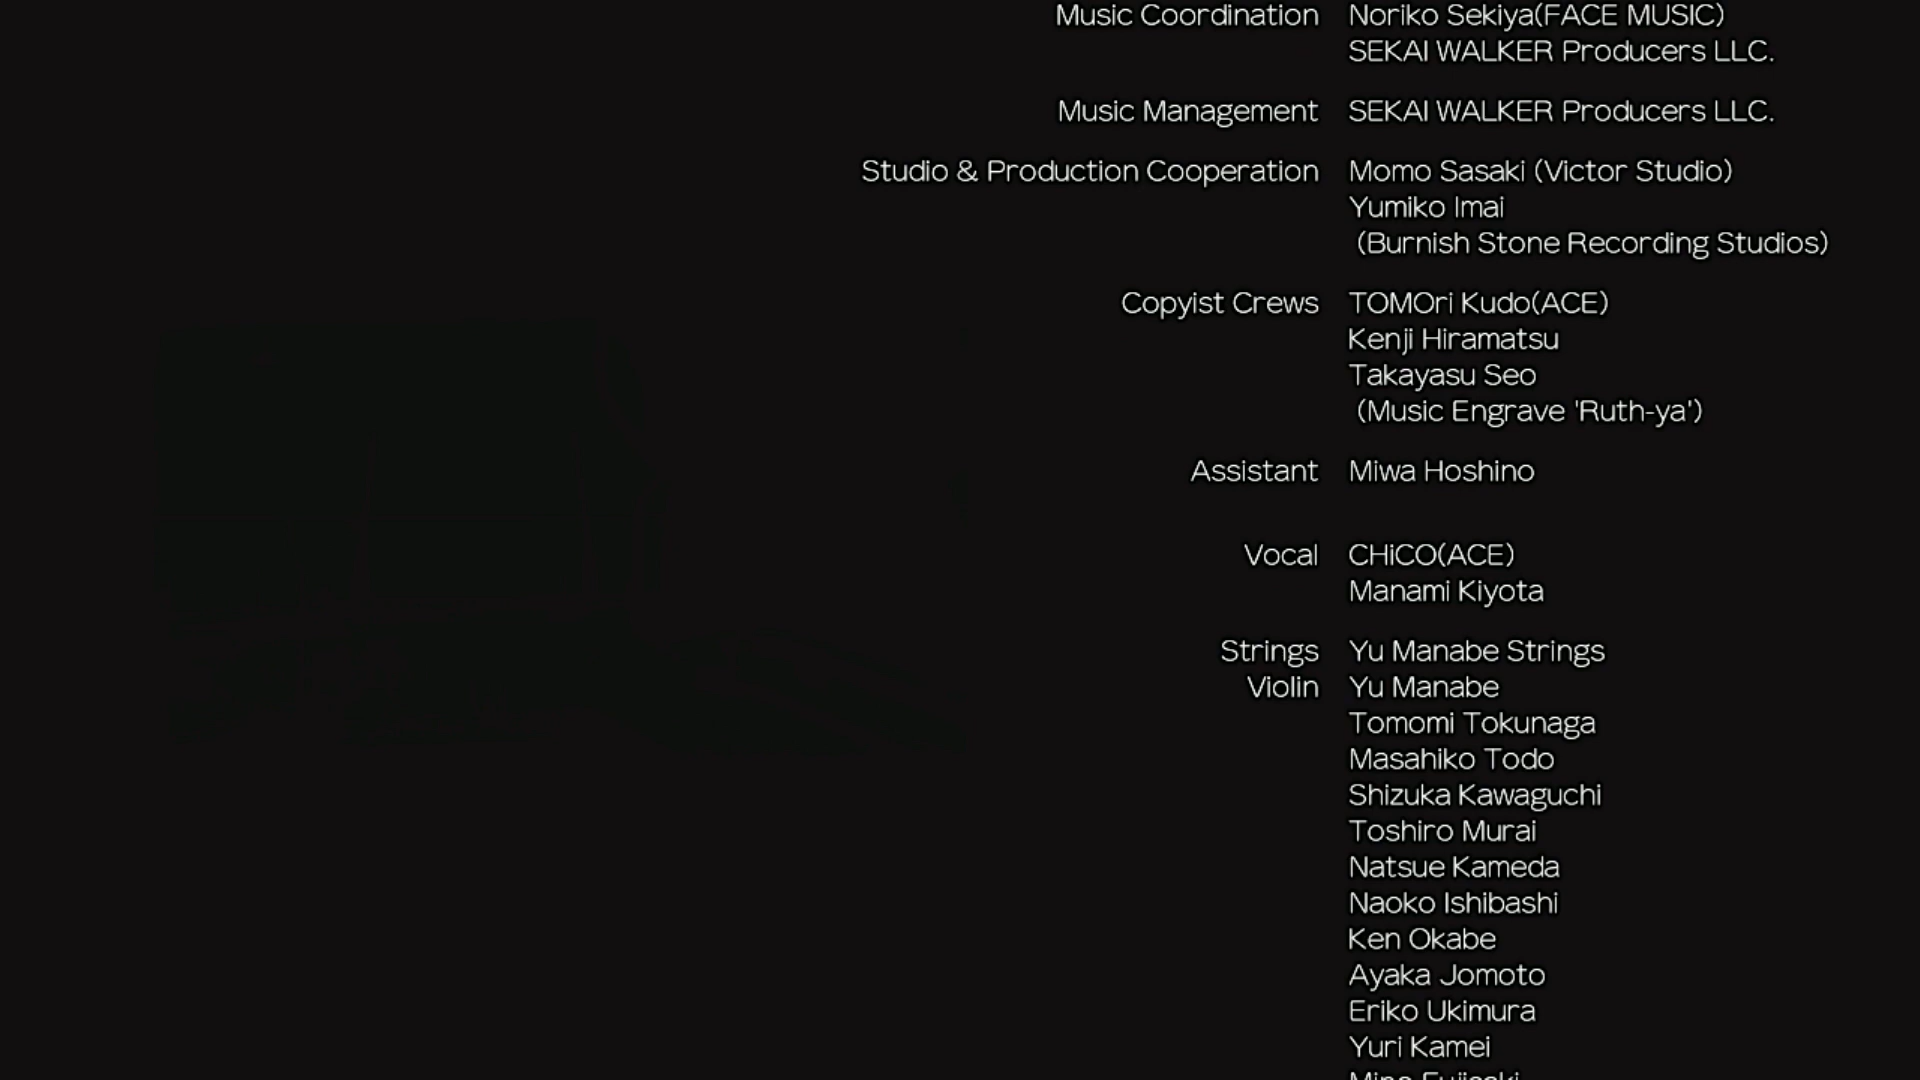 Music Coordination Noriko Sekiya(FACE MUSIC)
SEKAI WALKER Producers LLC.
Music Management SEKAI WALKER Producers LLC.
Studio & Production Cooperation Momo Sasaki (Victor Studio)
Yumiko Imai
(Burnish Stone Recording Studios)
Copyist Crews TOMOri Kudo(ACE)
Kenji Hiramatsu
Takayasu Seo
(Music Engrave 'Ruth-ya')
Assistant Miwa Hoshino
Vocal CHiCO(ACE)
Manami Kiyota
Strings Yu Manabe Strings
Violin Yu Manabe
Tomomi Tokunaga
Masahiko Todo
Shizuka Kawaguchi
Toshiro Murai
Natsue Kameda
Naoko Ishibashi
Ken Okabe
Ayaka Jomoto
Eriko Ukimura
Yuri Kamei